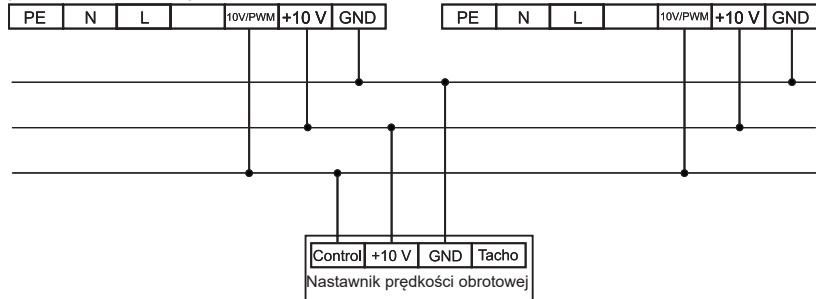 PE N L 10V/PWM +10 V GND PE N L 10V/PWM +10 V GND
Control +10 V GND Tacho
Nastawnik prędkości obrotowej